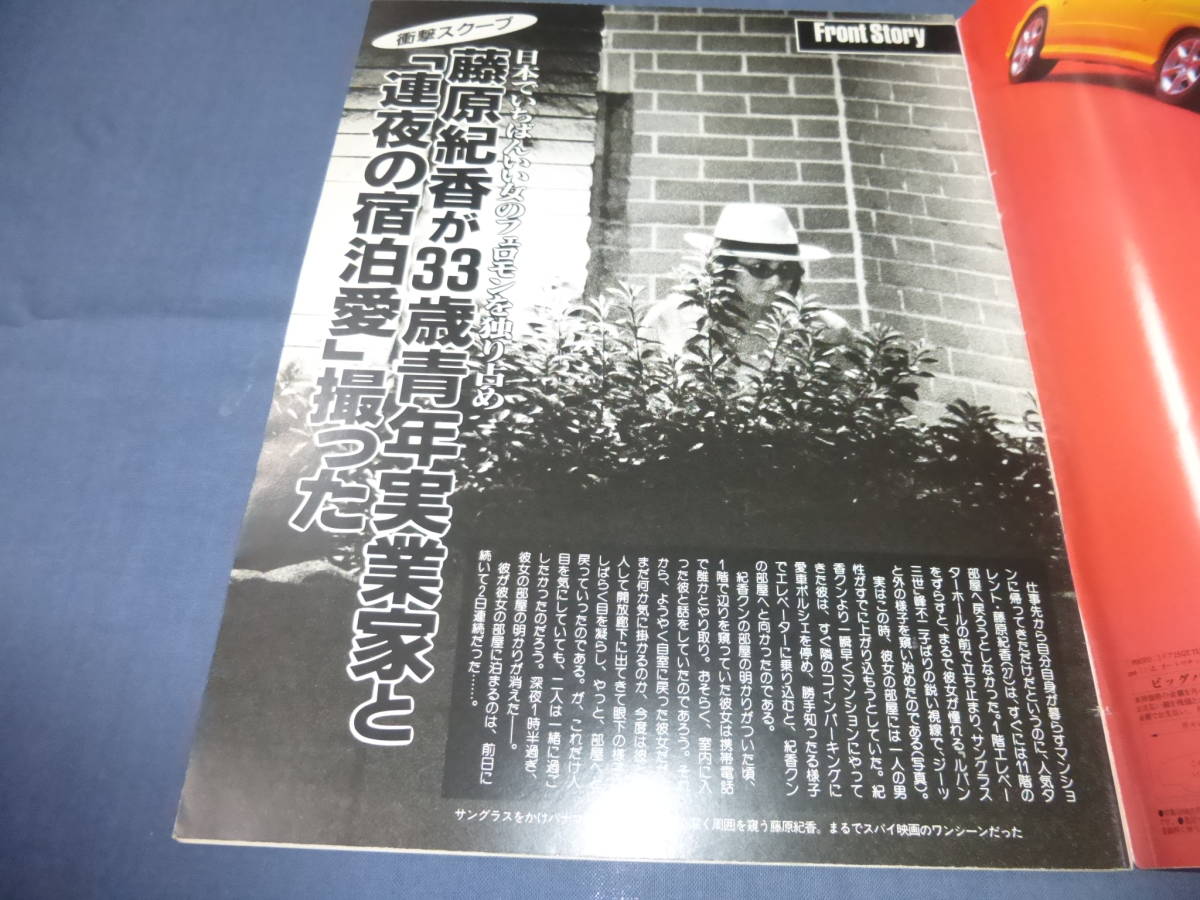 Front Story
衝撃スクープ
日本でいちばんいい女のフェロモンを独り占め
藤原紀香が33歳青年実業家と
「連夜の宿泊愛」撮った
仕事先から自分自身が暮らすマンショ
ンに帰ってきただけだというのに、人気タ
レント・藤原紀香(27)は、すぐには11階の
部屋へ戻ろうとしなかった。1階エレベー
ターホールの前で立ち止まり、サングラス
をずらすと、まるで彼女が憧れる〝ルパン
三世〟峰不二子ばりの鋭い視線で、ジーッ
と外の様子を窺い始めたのである(写真)。
実はこの時、彼女の部屋には一人の男
性がすでに上がり込もうとしていた。紀
香クンより一瞬早くマンションにやって
きた彼は、すぐ隣のコインパーキングに
愛車ポルシェを停め、勝手知ったる様子
でエレベーターに乗り込むと、紀香クン
の部屋へと向かったのである。
紀香クンの部屋の明かりがついた頃、
1階で辺りを窺っていた彼女は携帯電話
で誰かとやり取り。おそらく、室内に入
った彼と話をしていたのであろう。それ
から、ようやく自室に戻った彼女だが、
まだ何か気に掛かるのか、今度は彼と
人して開放廊下に出てきて眼下の様子
しばらく目を凝らし、やっと、部屋へ
戻っていったのである。が、これだけ人
目を気にしていても、二人は一緒に過ご
したかったのだろう。深夜1時半過ぎ、
彼女の部屋の明かりが消えた――。
彼が彼女の部屋に泊まるのは、前日に
続いて2日連続だった……。
サングラスをかけパナマ
く周囲を窺う藤原紀香。まるでスパイ映画のワンシーンだった